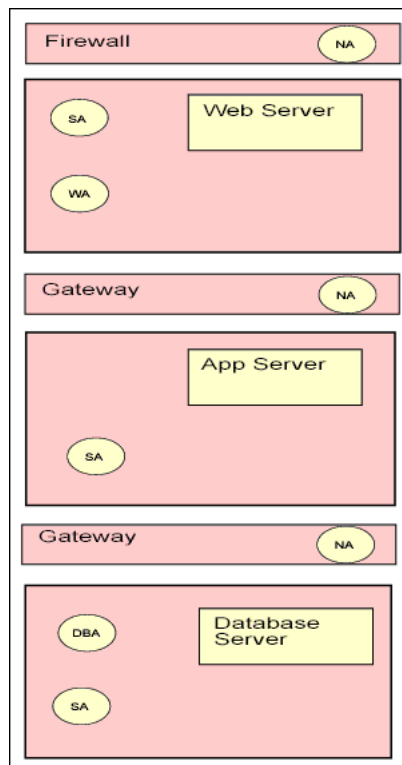 Firewall
NA
SA
Web Server
WA
Gateway
NA
App Server
SA
Gateway
NA
DBA
Database
Server
SA